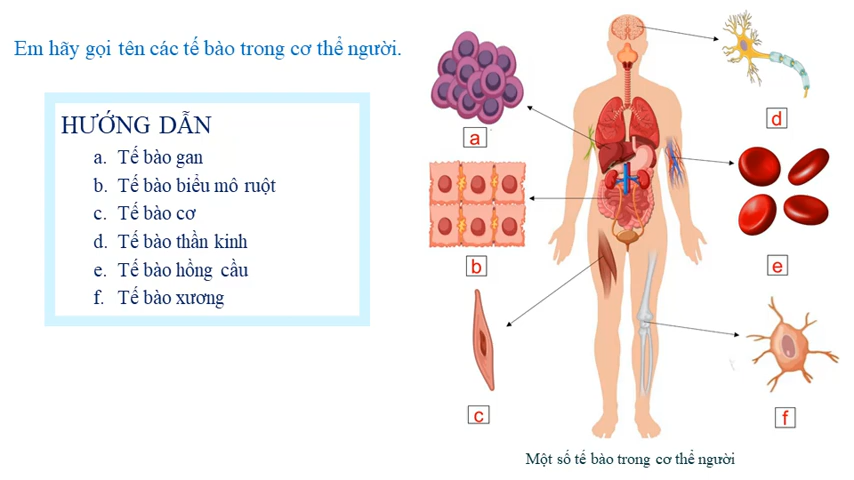 Em hãy gọi tên các tế bào trong cơ thể người.
HƯỚNG DẪN
a. Tế bào gan
b. Tế bào biểu mô ruột
c. Tế bào cơ
d. Tế bào thần kinh
e. Tế bào hồng cầu
f. Tế bào xương
a
b
c
d
e
f
Một số tế bào trong cơ thể người